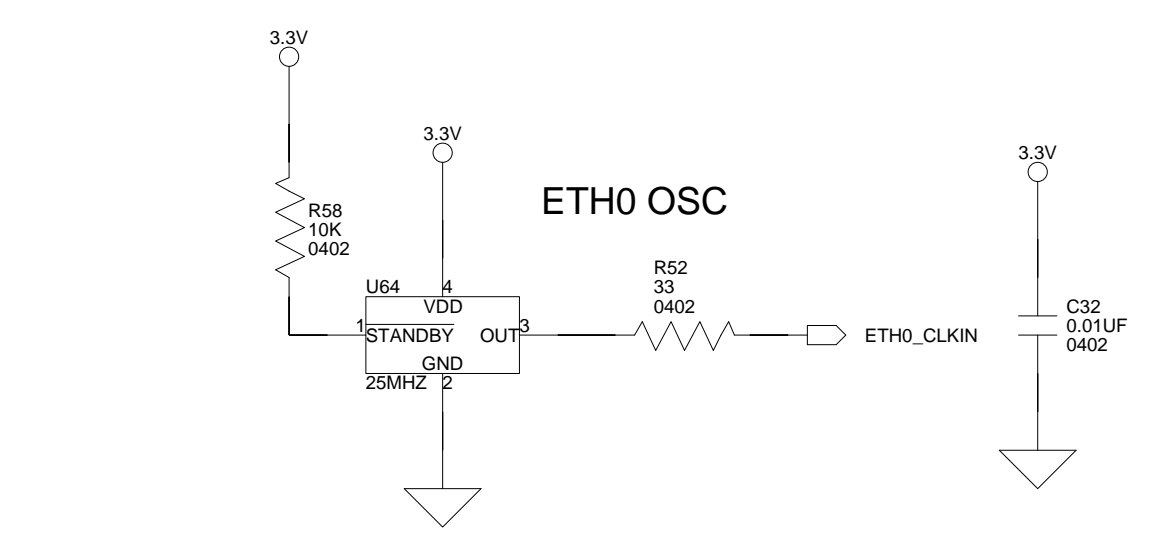 3.3V
3.3V
3.3V
ETH0 OSC
R58
10K
0402
R52
33
0402
U64
4
VDD
1
STANDBY
OUT
3
GND
25MHZ
2
ETH0_CLKIN
C32
0.01UF
0402